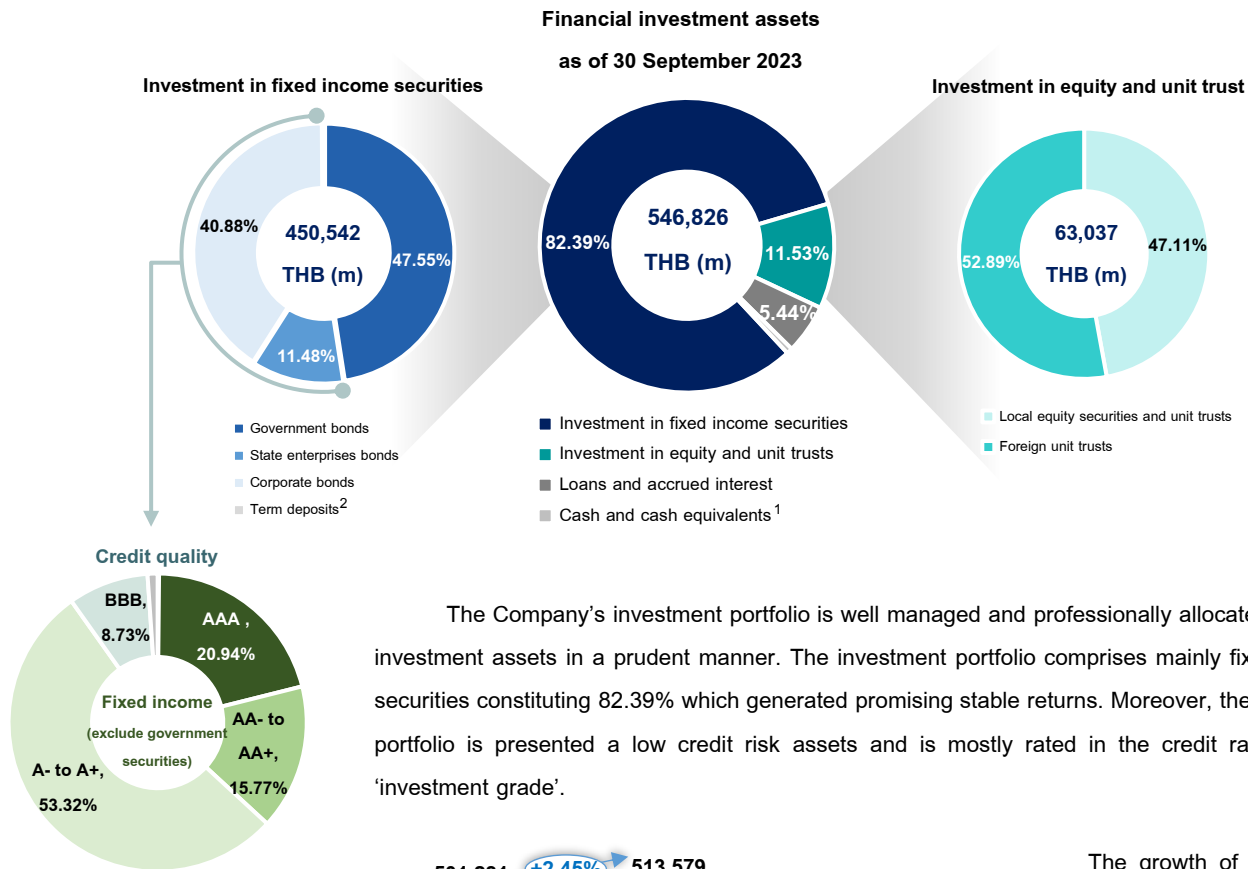 Financial investment assets
as of 30 September 2023
Investment in fixed income securities
Investment in equity and unit trust
40.88%
450,542
THB (m)
47.55%
11.48%
82.39%
546,826
THB (m)
11.53%
5.44%
52.89%
63,037
THB (m)
47.11%
Government bonds
State enterprises bonds
Corporate bonds
Term deposits2
Investment in fixed income securities
Investment in equity and unit trusts
Loans and accrued interest
Cash and cash equivalents1
Local equity securities and unit trusts
Foreign unit trusts
Credit quality
BBB,
8.73%
AAA ,
20.94%
Fixed income
(exclude government
securities)
AA- to
AA+,
15.77%
A- to A+,
53.32%
The Company’s investment portfolio is well managed and professionally allocate
investment assets in a prudent manner. The investment portfolio comprises mainly fix
securities constituting 82.39% which generated promising stable returns. Moreover, the
portfolio is presented a low credit risk assets and is mostly rated in the credit ra
‘investment grade’.
+2.45%
513,579
The growth of